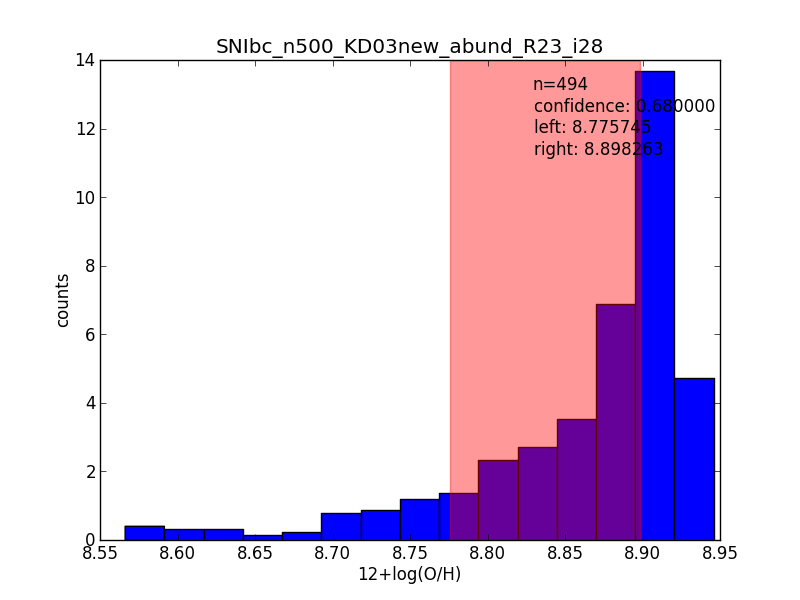 SNIbc_n500_KD03new_abund_R23_i28
n=494
confidence: 0.680000
left: 8.775745
right: 8.898263
14
12
10
8
6
4
2
0
counts
8.55 8.60 8.65 8.70 8.75 8.80 8.85 8.90 8.95
12+log(O/H)